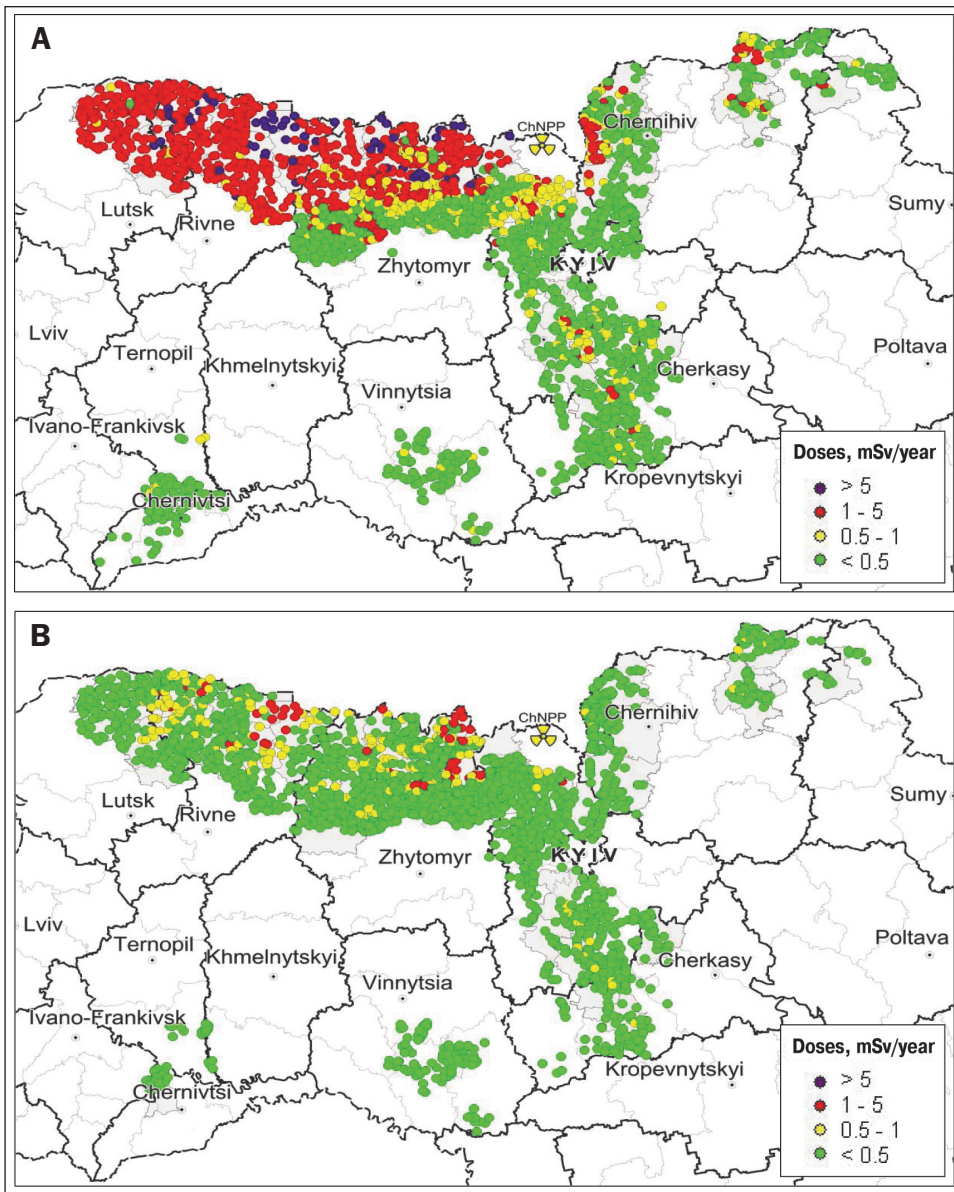 A
ChNPP
Chernihiv
Lutsk
Rivne
Sumy
Zhytomyr
KYIV
Lviv
Ternopil
Khmelnytskyi
Vinnytsia
Cherkasy
Poltava
Ivano-Frankivsk
Chernivtsi
Kropevnytskyi
Doses, mSv/year
> 5
1 - 5
0.5 - 1
< 0.5
B
ChNPP
Chernihiv
Lutsk
Rivne
Sumy
Zhytomyr
KYIV
Lviv
Ternopil
Khmelnytskyi
Vinnytsia
Cherkasy
Poltava
Ivano-Frankivsk
Chernivtsi
Kropevnytskyi
Doses, mSv/year
> 5
1 - 5
0.5 - 1
< 0.5